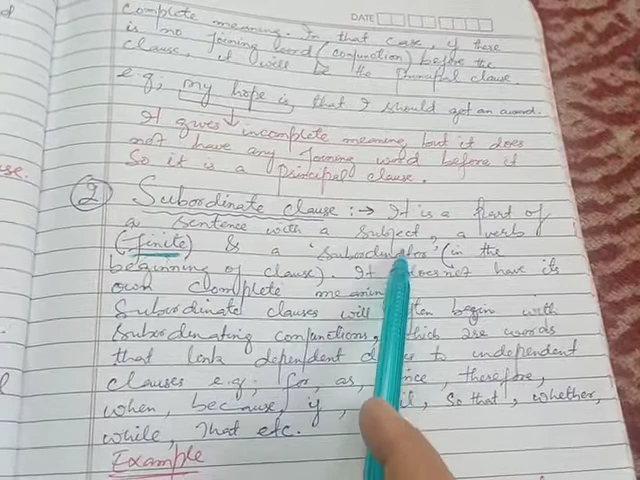 DATE
complete meaning. In that case, if there
is no joining word (conjunction) before the
clause, it will be the principal clause.
e.g; my hope is, that I should get an award.
It gives incomplete meaning but it does
not have any joining word before it
So it is a principal clause.
(2) Subordinate clause :→ It is a part of
a sentence with a subject, a verb
(finite) & a 'subordinator' (in the
beginning of clause). It does not have its
own complete
Subordinate clauses will begin with
subordinating conjunctions, which are words
that link dependent to independent
clauses e.g; for, as, therefore,
when, because, if, so that, whether,
while, that etc.
Example